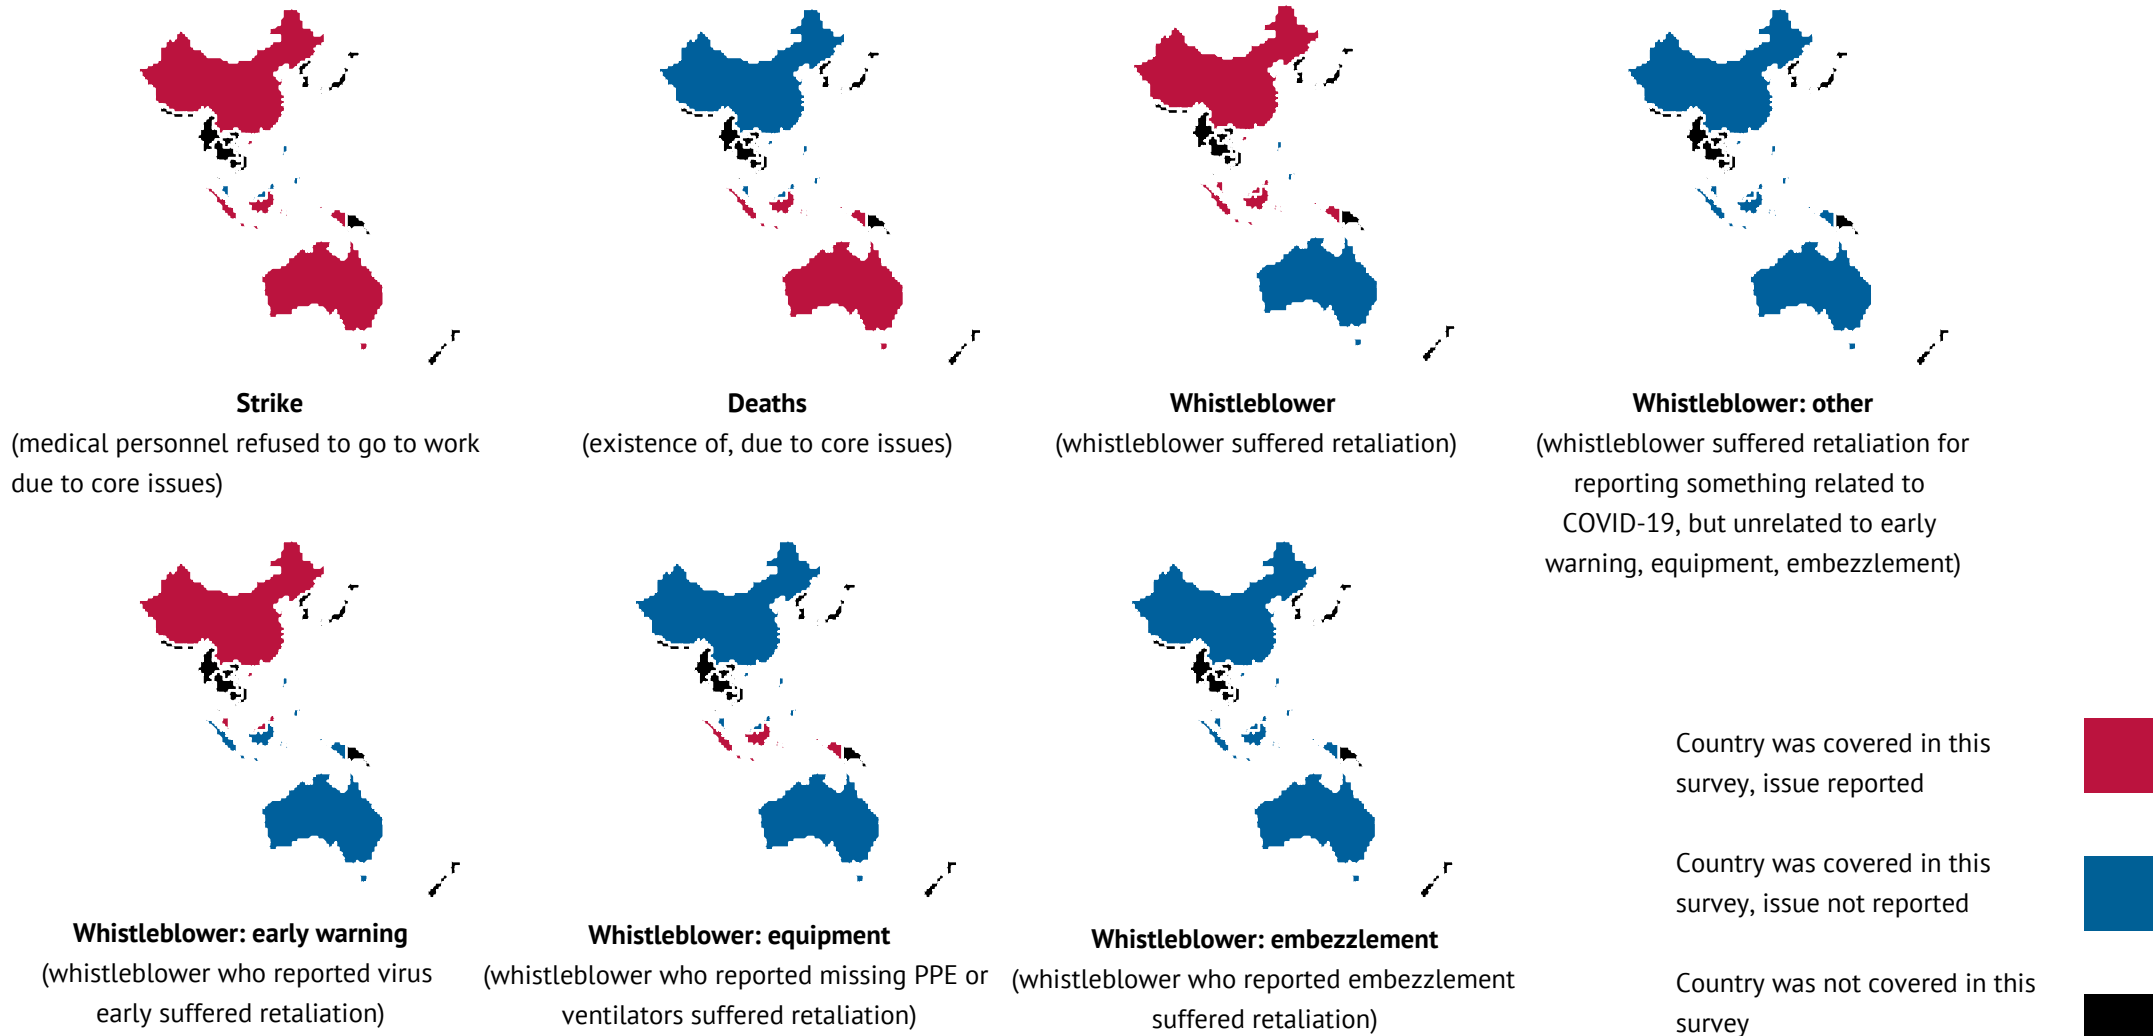 Strike
(medical personnel refused to go to work
due to core issues)
Deaths
(existence of, due to core issues)
Whistleblower
(whistleblower suffered retaliation)
Whistleblower: other
(whistleblower suffered retaliation for
reporting something related to
COVID-19, but unrelated to early
warning, equipment, embezzlement)
Whistleblower: early warning
(whistleblower who reported virus
early suffered retaliation)
Whistleblower: equipment
(whistleblower who reported missing PPE or
ventilators suffered retaliation)
Whistleblower: embezzlement
(whistleblower who reported embezzlement
suffered retaliation)
Country was covered in this
survey, issue reported
Country was covered in this
survey, issue not reported
Country was not covered in this
survey